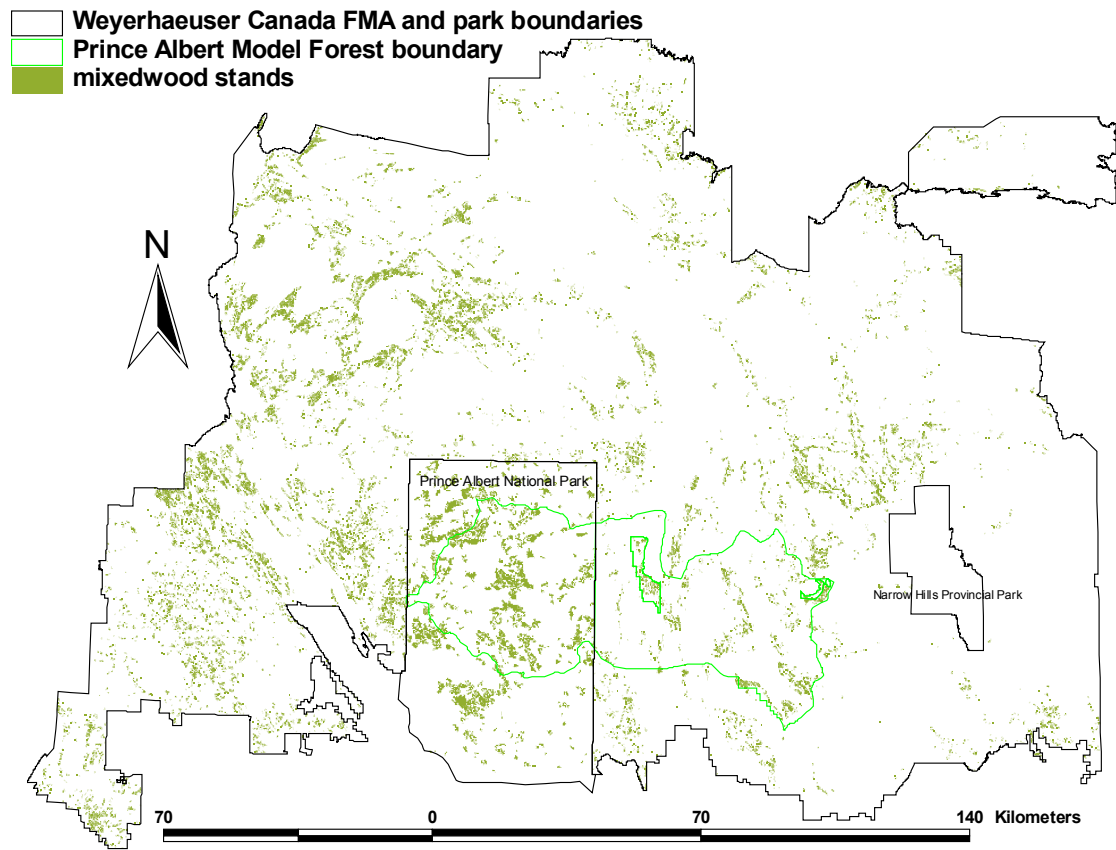 Weyerhaeuser Canada FMA and park boundaries
Prince Albert Model Forest boundary
mixedwood stands
N
Prince Albert National Park
Narrow Hills Provincial Park
70 0 70 140 Kilometers